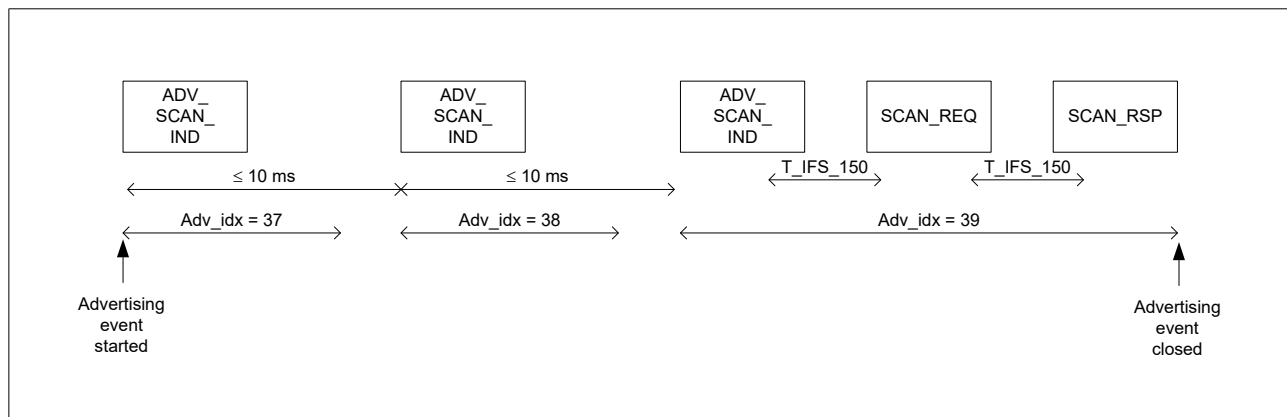 ADV_
SCAN_
IND
ADV_
SCAN_
IND
ADV_
SCAN_
IND
SCAN_REQ
SCAN_RSP
T_IFS_150
T_IFS_150
≤ 10 ms
≤ 10 ms
Adv_idx = 37
Adv_idx = 38
Adv_idx = 39
Advertising
event
started
Advertising
event
closed